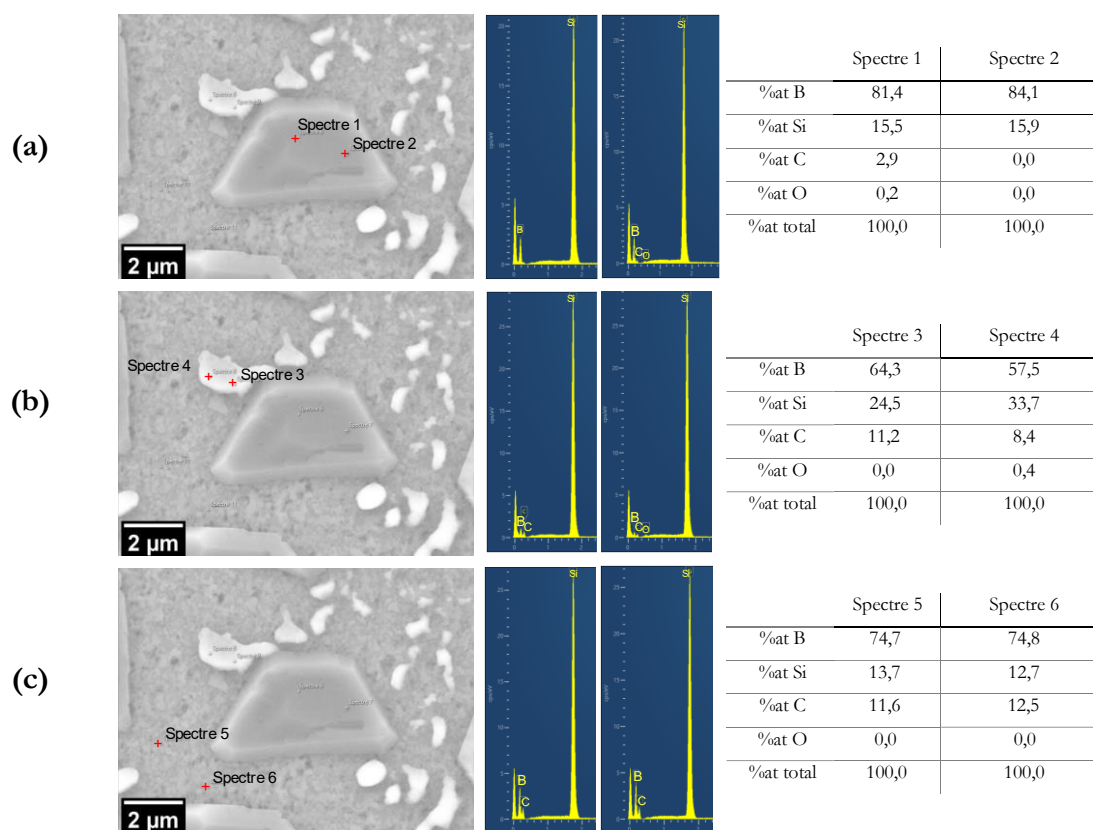 (a)
Spectre 1
Spectre 2
2 µm
Si
B
Si
B
C
O
Spectre 1 Spectre 2
%at B 81,4 84,1
%at Si 15,5 15,9
%at C 2,9 0,0
%at O 0,2 0,0
%at total 100,0 100,0
(b)
Spectre 4
Spectre 3
2 µm
Si
B
C
Si
B
C
O
Spectre 3 Spectre 4
%at B 64,3 57,5
%at Si 24,5 33,7
%at C 11,2 8,4
%at O 0,0 0,4
%at total 100,0 100,0
(c)
Spectre 5
Spectre 6
2 µm
Si
B
C
Si
B
C
Spectre 5 Spectre 6
%at B 74,7 74,8
%at Si 13,7 12,7
%at C 11,6 12,5
%at O 0,0 0,0
%at total 100,0 100,0